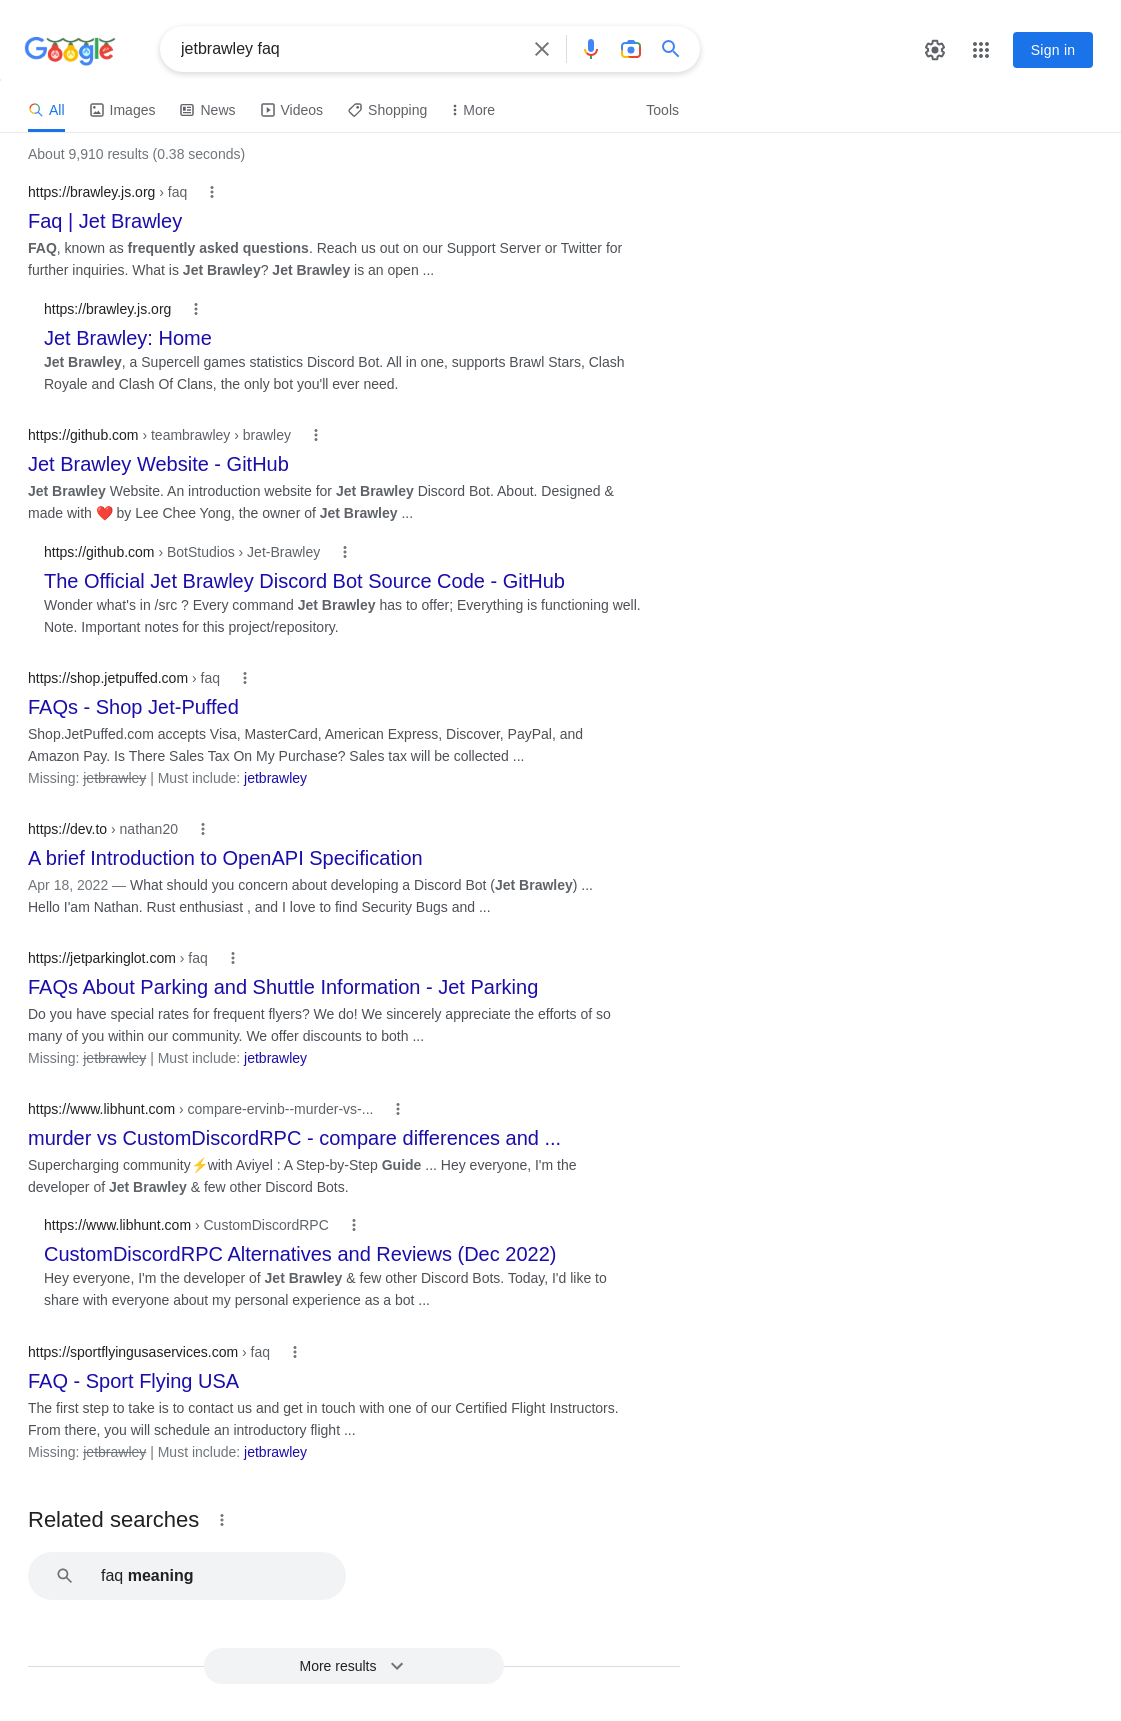 Google
jetbrawley faq
Sign in
All
Images
News
Videos
Shopping
More
Tools
About 9,910 results (0.38 seconds)
https://brawley.js.org › faq
Faq | Jet Brawley
FAQ, known as frequently asked questions. Reach us out on our Support Server or Twitter for
further inquiries. What is Jet Brawley? Jet Brawley is an open ...
https://brawley.js.org
Jet Brawley: Home
Jet Brawley, a Supercell games statistics Discord Bot. All in one, supports Brawl Stars, Clash
Royale and Clash Of Clans, the only bot you'll ever need.
https://github.com › teambrawley › brawley
Jet Brawley Website - GitHub
Jet Brawley Website. An introduction website for Jet Brawley Discord Bot. About. Designed &
made with ❤️ by Lee Chee Yong, the owner of Jet Brawley ...
https://github.com › BotStudios › Jet-Brawley
The Official Jet Brawley Discord Bot Source Code - GitHub
Wonder what's in /src ? Every command Jet Brawley has to offer; Everything is functioning well.
Note. Important notes for this project/repository.
https://shop.jetpuffed.com › faq
FAQs - Shop Jet-Puffed
Shop.JetPuffed.com accepts Visa, MasterCard, American Express, Discover, PayPal, and
Amazon Pay. Is There Sales Tax On My Purchase? Sales tax will be collected ...
Missing: jetbrawley | Must include: jetbrawley
https://dev.to › nathan20
A brief Introduction to OpenAPI Specification
Apr 18, 2022 — What should you concern about developing a Discord Bot (Jet Brawley) ...
Hello I'am Nathan. Rust enthusiast , and I love to find Security Bugs and ...
https://jetparkinglot.com › faq
FAQs About Parking and Shuttle Information - Jet Parking
Do you have special rates for frequent flyers? We do! We sincerely appreciate the efforts of so
many of you within our community. We offer discounts to both ...
Missing: jetbrawley | Must include: jetbrawley
https://www.libhunt.com › compare-ervinb--murder-vs-...
murder vs CustomDiscordRPC - compare differences and ...
Supercharging community⚡with Aviyel : A Step-by-Step Guide ... Hey everyone, I'm the
developer of Jet Brawley & few other Discord Bots.
https://www.libhunt.com › CustomDiscordRPC
CustomDiscordRPC Alternatives and Reviews (Dec 2022)
Hey everyone, I'm the developer of Jet Brawley & few other Discord Bots. Today, I'd like to
share with everyone about my personal experience as a bot ...
https://sportflyingusaservices.com › faq
FAQ - Sport Flying USA
The first step to take is to contact us and get in touch with one of our Certified Flight Instructors.
From there, you will schedule an introductory flight ...
Missing: jetbrawley | Must include: jetbrawley
Related searches
faq meaning
More results